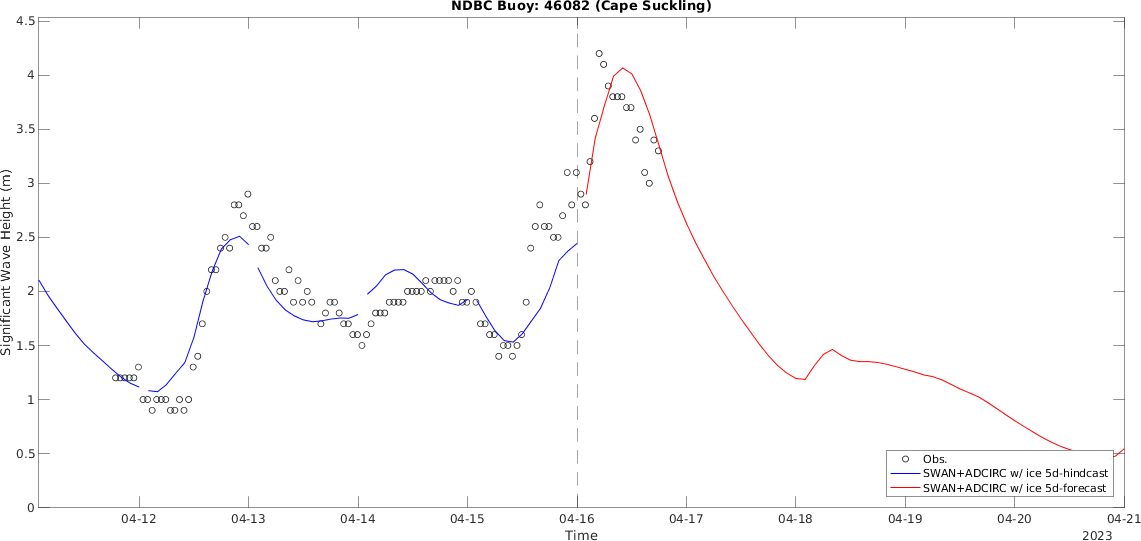 NDBC Buoy: 46082 (Cape Suckling)
4.5
4
3.5
3
2.5
2
1.5
1
0.5
0
Significant Wave Height (m)
04-12 04-13 04-14 04-15 04-16 04-17 04-18 04-19 04-20 04-21
Time
2023
Obs.
SWAN+ADCIRC w/ ice 5d-hindcast
SWAN+ADCIRC w/ ice 5d-forecast